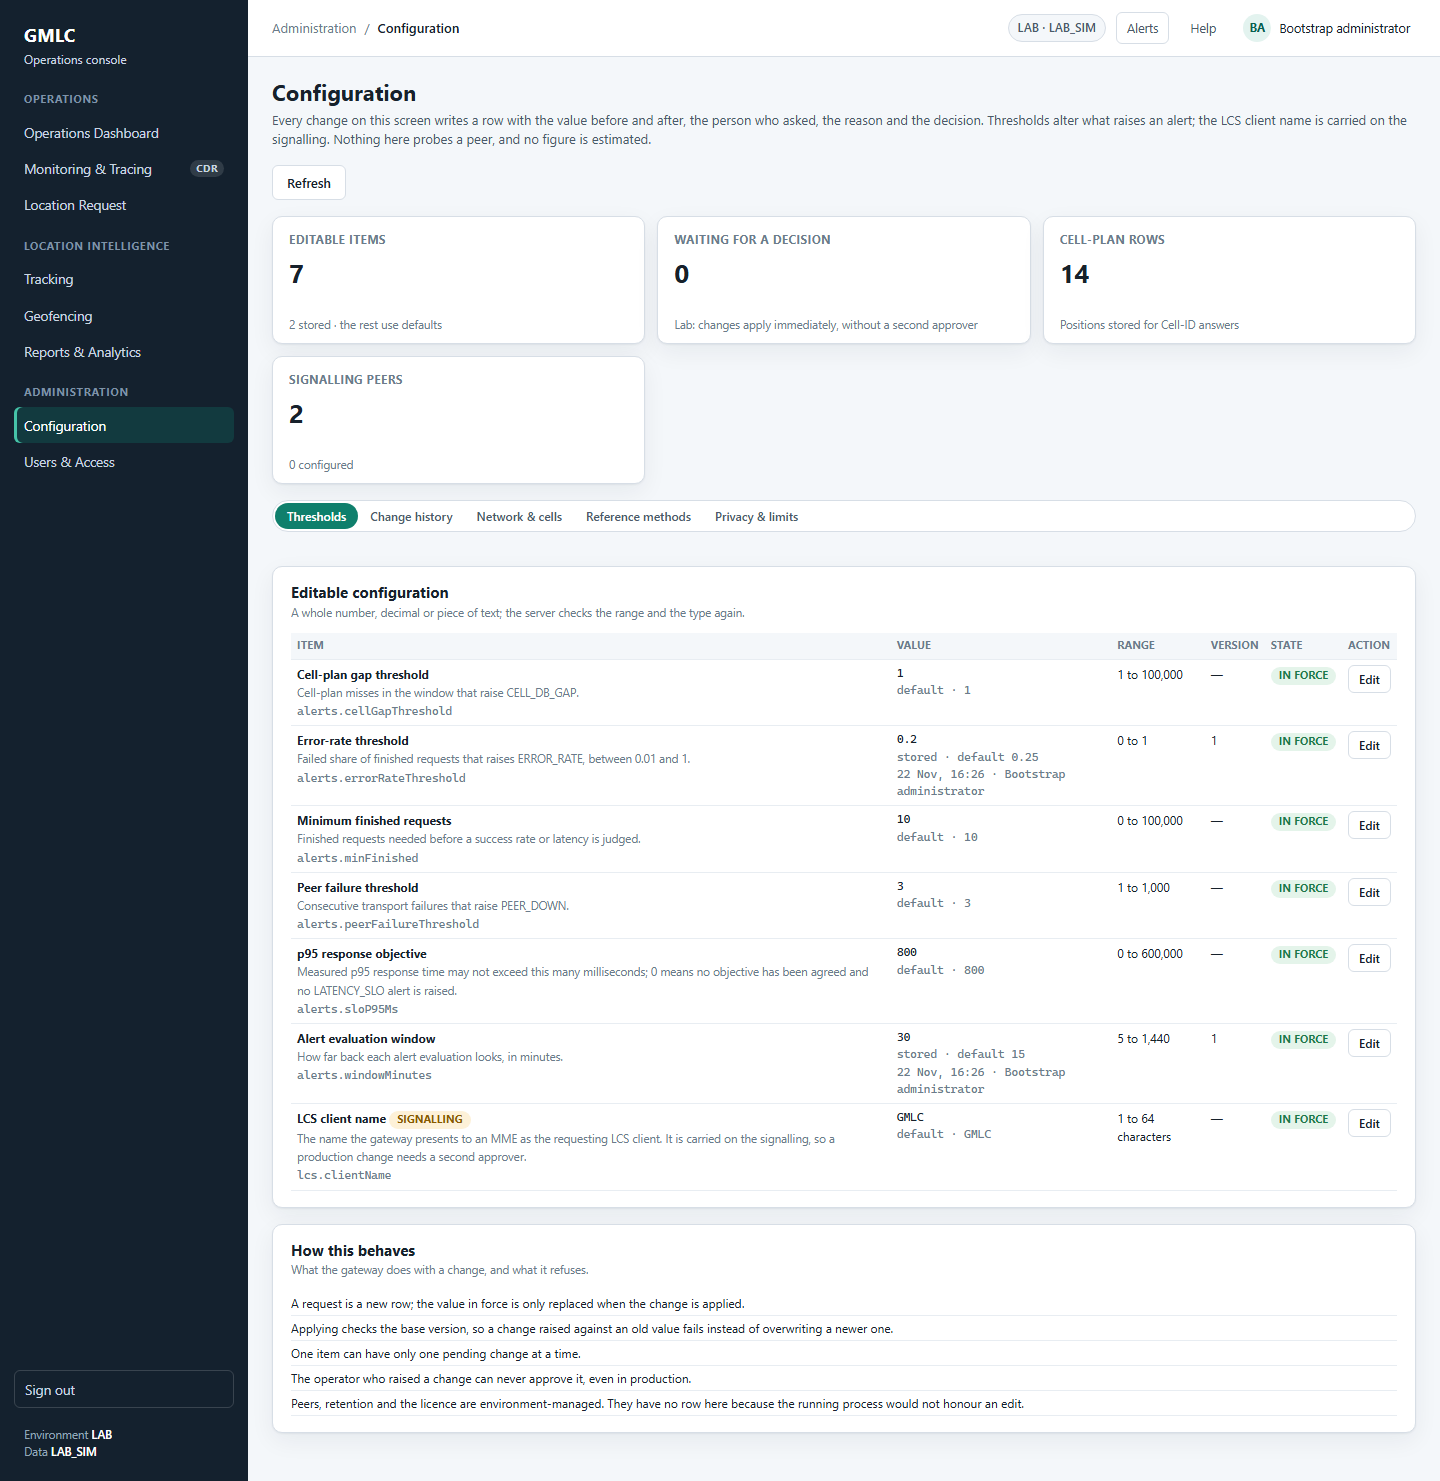 GMLC
Operations console
OPERATIONS
Operations Dashboard
Monitoring & Tracing CDR
Location Request
LOCATION INTELLIGENCE
Tracking
Geofencing
Reports & Analytics
ADMINISTRATION
Configuration
Users & Access
Sign out
Environment LAB
Data LAB_SIM
Administration / Configuration
LAB · LAB_SIM Alerts Help BA Bootstrap administrator
Configuration
Every change on this screen writes a row with the value before and after, the person who asked, the reason and the decision. Thresholds alter what raises an alert; the LCS client name is carried on the
signalling. Nothing here probes a peer, and no figure is estimated.
Refresh
EDITABLE ITEMS
7
2 stored · the rest use defaults
WAITING FOR A DECISION
0
Lab: changes apply immediately, without a second approver
CELL-PLAN ROWS
14
Positions stored for Cell-ID answers
SIGNALLING PEERS
2
0 configured
Thresholds Change history Network & cells Reference methods Privacy & limits
Editable configuration
A whole number, decimal or piece of text; the server checks the range and the type again.
ITEM VALUE RANGE VERSION STATE ACTION
Cell-plan gap threshold
Cell-plan misses in the window that raise CELL_DB_GAP.
alerts.cellGapThreshold
1
default · 1
1 to 100,000
—
IN FORCE
Edit
Error-rate threshold
Failed share of finished requests that raises ERROR_RATE, between 0.01 and 1.
alerts.errorRateThreshold
0.2
stored · default 0.25
22 Nov, 16:26 · Bootstrap
administrator
0 to 1
1
IN FORCE
Edit
Minimum finished requests
Finished requests needed before a success rate or latency is judged.
alerts.minFinished
10
default · 10
0 to 100,000
—
IN FORCE
Edit
Peer failure threshold
Consecutive transport failures that raise PEER_DOWN.
alerts.peerFailureThreshold
3
default · 3
1 to 1,000
—
IN FORCE
Edit
p95 response objective
Measured p95 response time may not exceed this many milliseconds; 0 means no objective has been agreed and
no LATENCY_SLO alert is raised.
alerts.sloP95Ms
800
default · 800
0 to 600,000
—
IN FORCE
Edit
Alert evaluation window
How far back each alert evaluation looks, in minutes.
alerts.windowMinutes
30
stored · default 15
22 Nov, 16:26 · Bootstrap
administrator
5 to 1,440
1
IN FORCE
Edit
LCS client name SIGNALLING
The name the gateway presents to an MME as the requesting LCS client. It is carried on the signalling, so a
production change needs a second approver.
lcs.clientName
GMLC
default · GMLC
1 to 64
characters
—
IN FORCE
Edit
How this behaves
What the gateway does with a change, and what it refuses.
A request is a new row; the value in force is only replaced when the change is applied.
Applying checks the base version, so a change raised against an old value fails instead of overwriting a newer one.
One item can have only one pending change at a time.
The operator who raised a change can never approve it, even in production.
Peers, retention and the licence are environment-managed. They have no row here because the running process would not honour an edit.